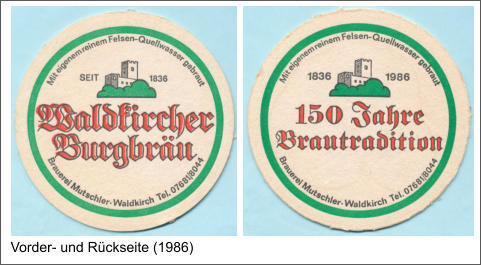 Mit eigenem reinem Felsen-Quellwasser gebraut
SEIT 1836
Waldkircher
Burgbräu
Brauerei Mutschler-Waldkirch Tel. 07681/8044
Mit eigenem reinem Felsen-Quellwasser gebraut
1836 1986
150 Jahre
Brautradition
Brauerei Mutschler-Waldkirch Tel. 07681/8044
Vorder- und Rückseite (1986)